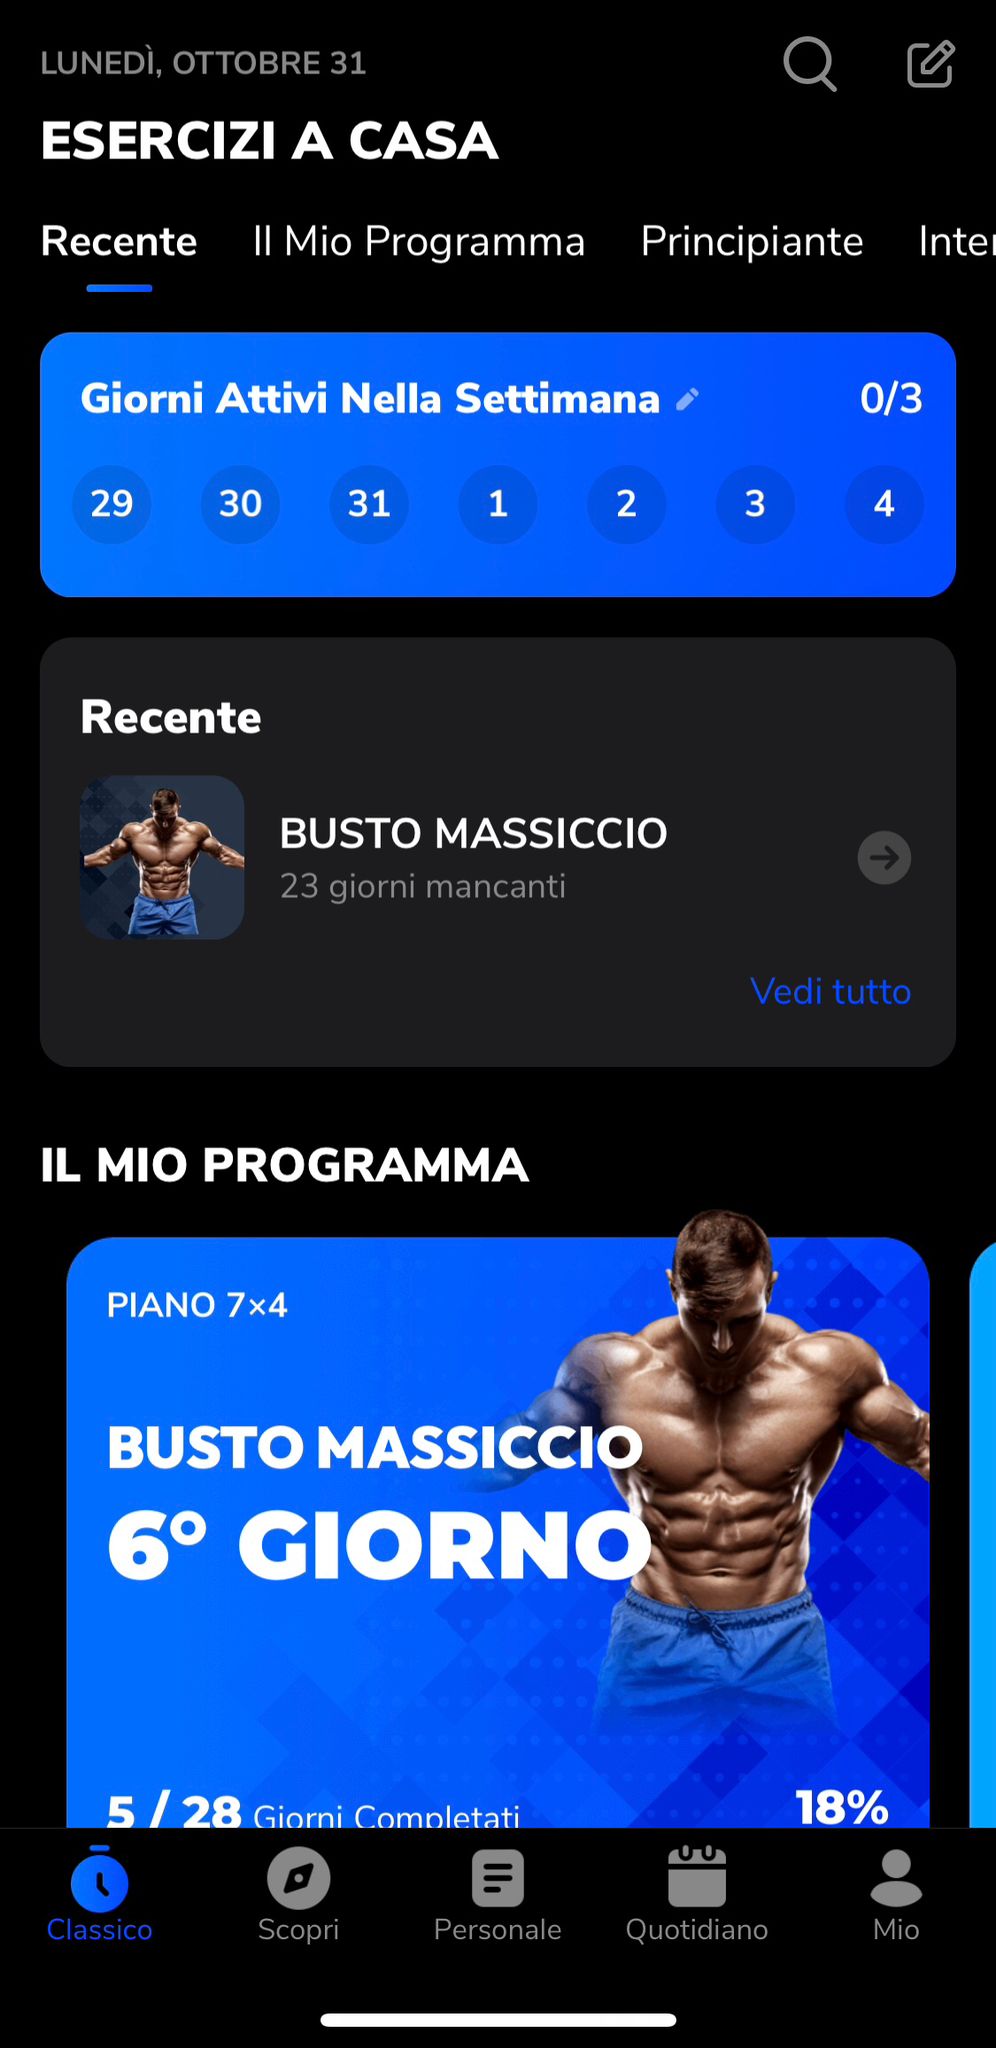 LUNEDÌ, OTTOBRE 31
ESERCIZI A CASA
Recente Il Mio Programma Principiante Inter
Giorni Attivi Nella Settimana 0/3
29 30 31 1 2 3 4
Recente
BUSTO MASSICCIO
23 giorni mancanti
Vedi tutto
IL MIO PROGRAMMA
PIANO 7×4
BUSTO MASSICCIO
6° GIORNO
5 / 28 Giorni Completati 18%
Classico Scopri Personale Quotidiano Mio